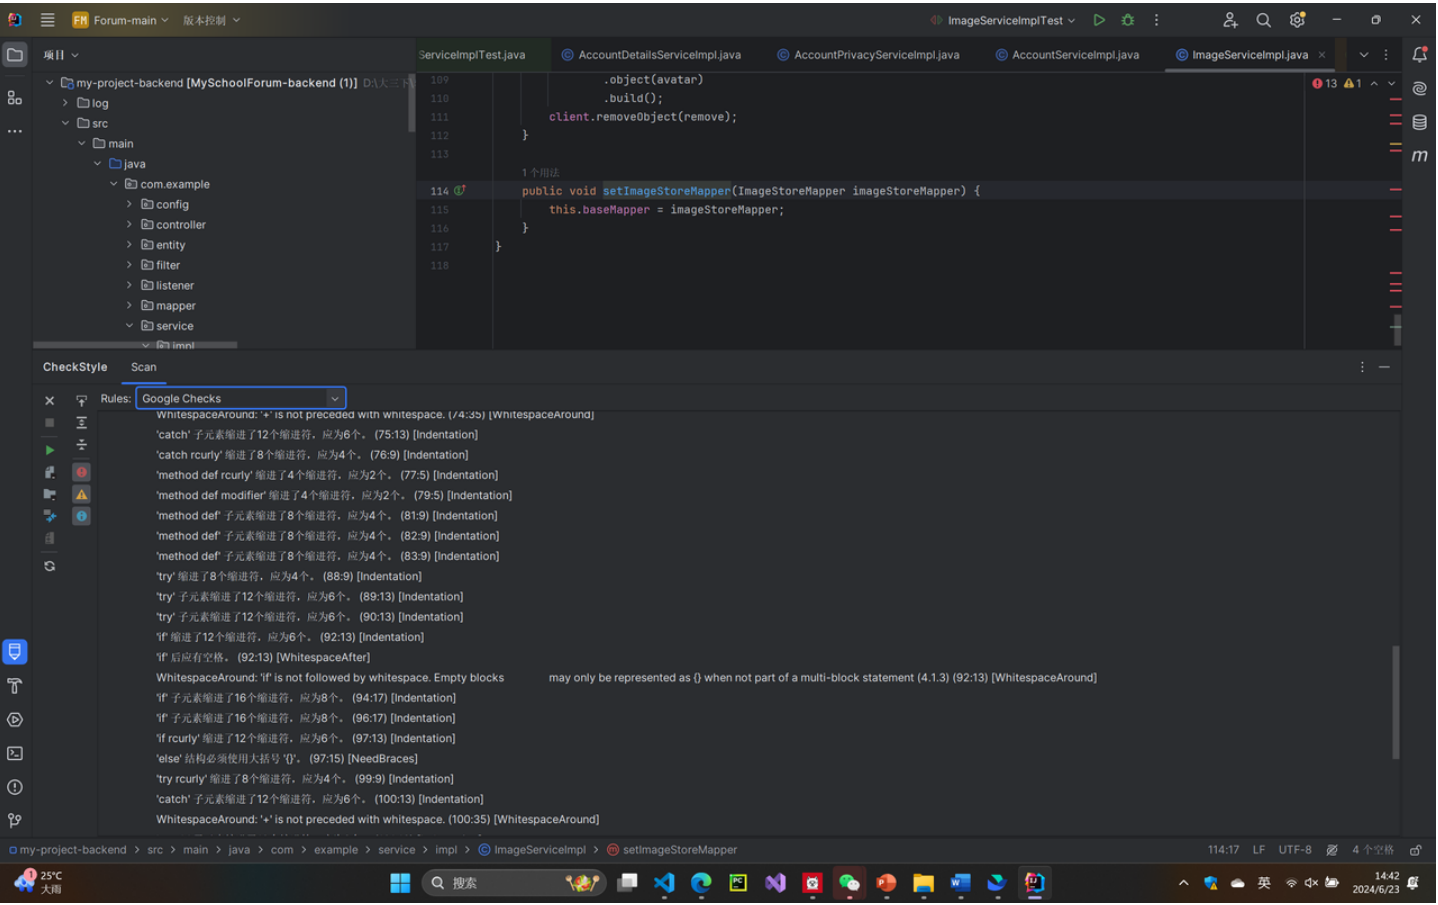 FM Forum-main 版本控制 ImageServiceImplTest
项目 ServiceImplTest.java AccountDetailsServiceImpl.java AccountPrivacyServiceImpl.java AccountServiceImpl.java ImageServiceImpl.java
my-project-backend [MySchoolForum-backend (1)] D:\大三下\
log
src
main
java
com.example
config
controller
entity
filter
listener
mapper
service
impl
13 1
109 .object(avatar)
110 .build();
111 client.removeObject(remove);
112 }
113
1个用法
114 public void setImageStoreMapper(ImageStoreMapper imageStoreMapper) {
115 this.baseMapper = imageStoreMapper;
116 }
117 }
118
CheckStyle Scan
Rules: Google Checks
WhitespaceAround: '+' is not preceded with whitespace. (74:35) [WhitespaceAround]
'catch' 子元素缩进了12个缩进符，应为6个。 (75:13) [Indentation]
'catch rcurly' 缩进了8个缩进符，应为4个。 (76:9) [Indentation]
'method def rcurly' 缩进了4个缩进符，应为2个。 (77:5) [Indentation]
'method def modifier' 缩进了4个缩进符，应为2个。 (79:5) [Indentation]
'method def' 子元素缩进了8个缩进符，应为4个。 (81:9) [Indentation]
'method def' 子元素缩进了8个缩进符，应为4个。 (82:9) [Indentation]
'method def' 子元素缩进了8个缩进符，应为4个。 (83:9) [Indentation]
'try' 缩进了8个缩进符，应为4个。 (88:9) [Indentation]
'try' 子元素缩进了12个缩进符，应为6个。 (89:13) [Indentation]
'try' 子元素缩进了12个缩进符，应为6个。 (90:13) [Indentation]
'if' 缩进了12个缩进符，应为6个。 (92:13) [Indentation]
'if' 后应有空格。 (92:13) [WhitespaceAfter]
WhitespaceAround: 'if' is not followed by whitespace. Empty blocks may only be represented as {} when not part of a multi-block statement (4.1.3) (92:13) [WhitespaceAround]
'if' 子元素缩进了16个缩进符，应为8个。 (94:17) [Indentation]
'if' 子元素缩进了16个缩进符，应为8个。 (96:17) [Indentation]
'if rcurly' 缩进了12个缩进符，应为6个。 (97:13) [Indentation]
'else' 结构必须使用大括号 '{}'。 (97:15) [NeedBraces]
'try rcurly' 缩进了8个缩进符，应为4个。 (99:9) [Indentation]
'catch' 子元素缩进了12个缩进符，应为6个。 (100:13) [Indentation]
WhitespaceAround: '+' is not preceded with whitespace. (100:35) [WhitespaceAround]
my-project-backend > src > main > java > com > example > service > impl > ImageServiceImpl > setImageStoreMapper 114:17 LF UTF-8 4 个空格
1 25°C
大雨
搜索
英
14:42
2024/6/23